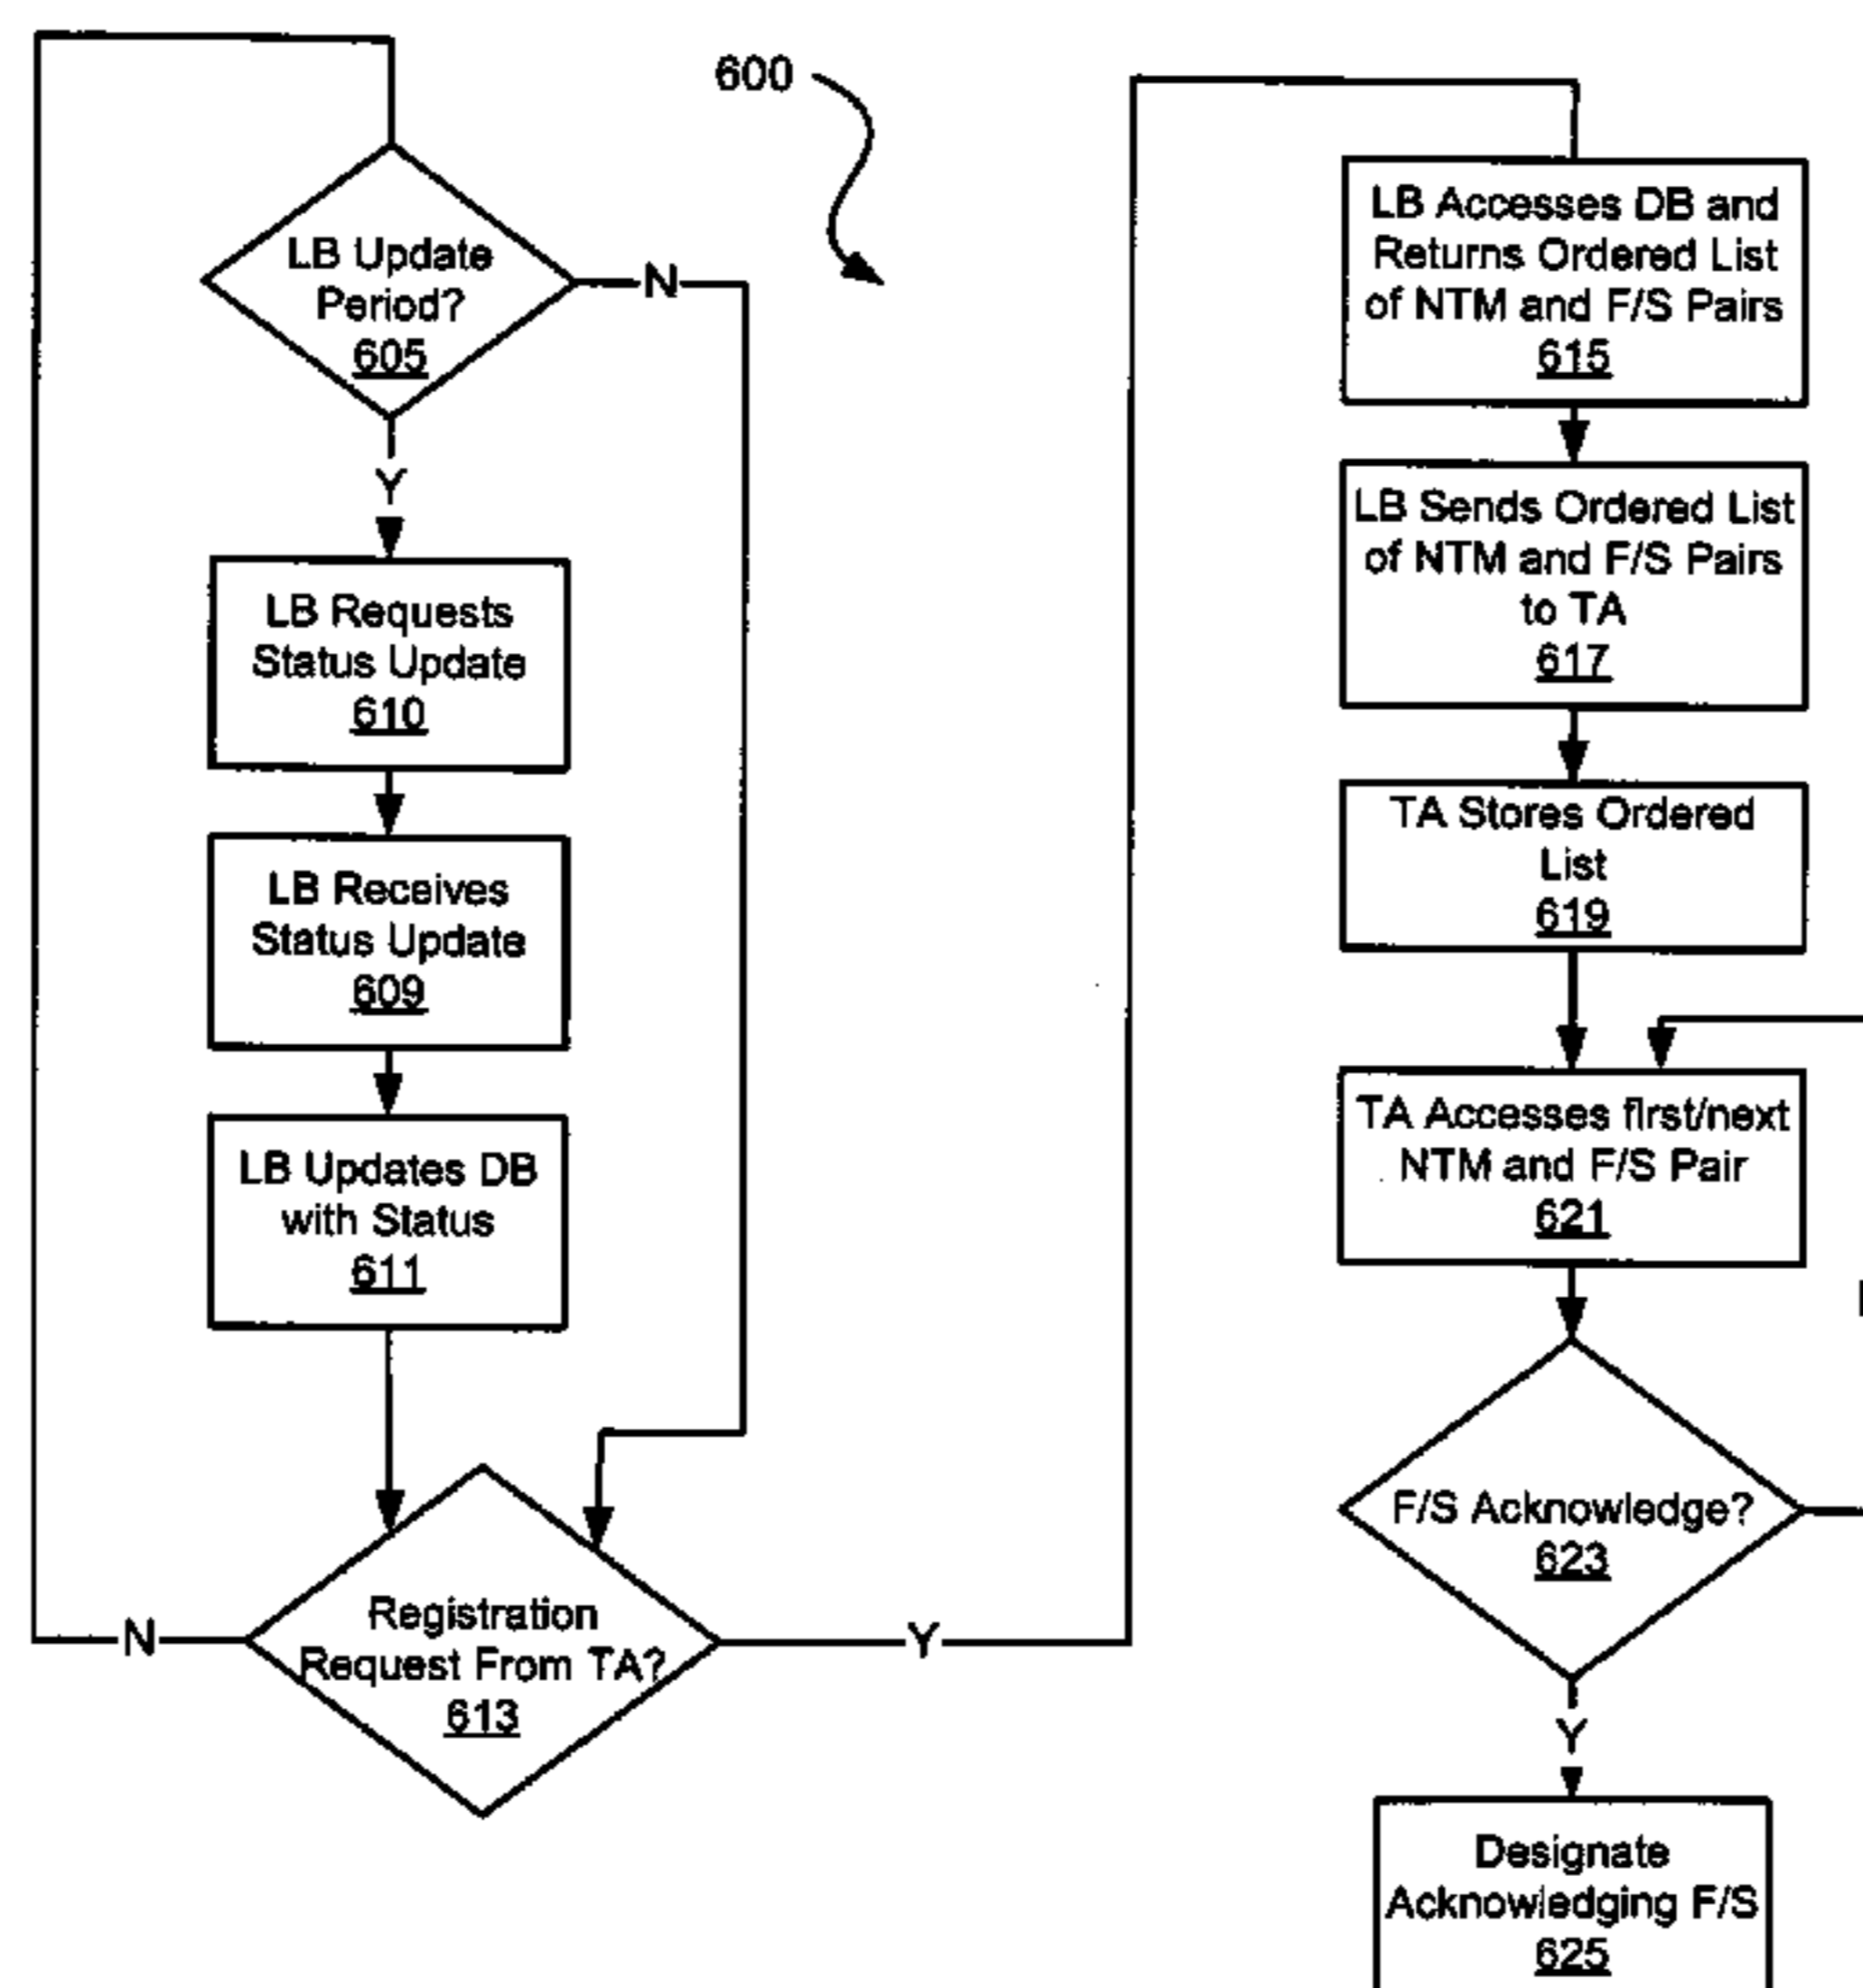 600
LB Update
Period?
605
N
Y
LB Requests
Status Update
610
LB Receives
Status Update
609
LB Updates DB
with Status
611
Registration
Request From TA?
613
N
Y
LB Accesses DB and
Returns Ordered List
of NTM and F/S Pairs
615
LB Sends Ordered List
of NTM and F/S Pairs
to TA
617
TA Stores Ordered
List
619
TA Accesses first/next
NTM and F/S Pair
621
F/S Acknowledge?
623
Y
Designate
Acknowledging F/S
625